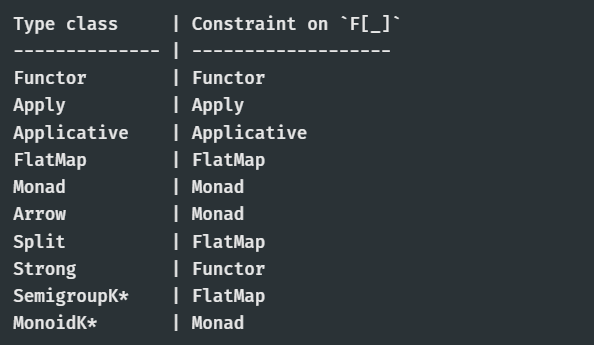 Type class     | Constraint on `F[_]`
-------------- | -------------------
Functor        | Functor
Apply          | Apply
Applicative    | Applicative
FlatMap        | FlatMap
Monad          | Monad
Arrow          | Monad
Split          | FlatMap
Strong         | Functor
SemigroupK*    | FlatMap
MonoidK*       | Monad